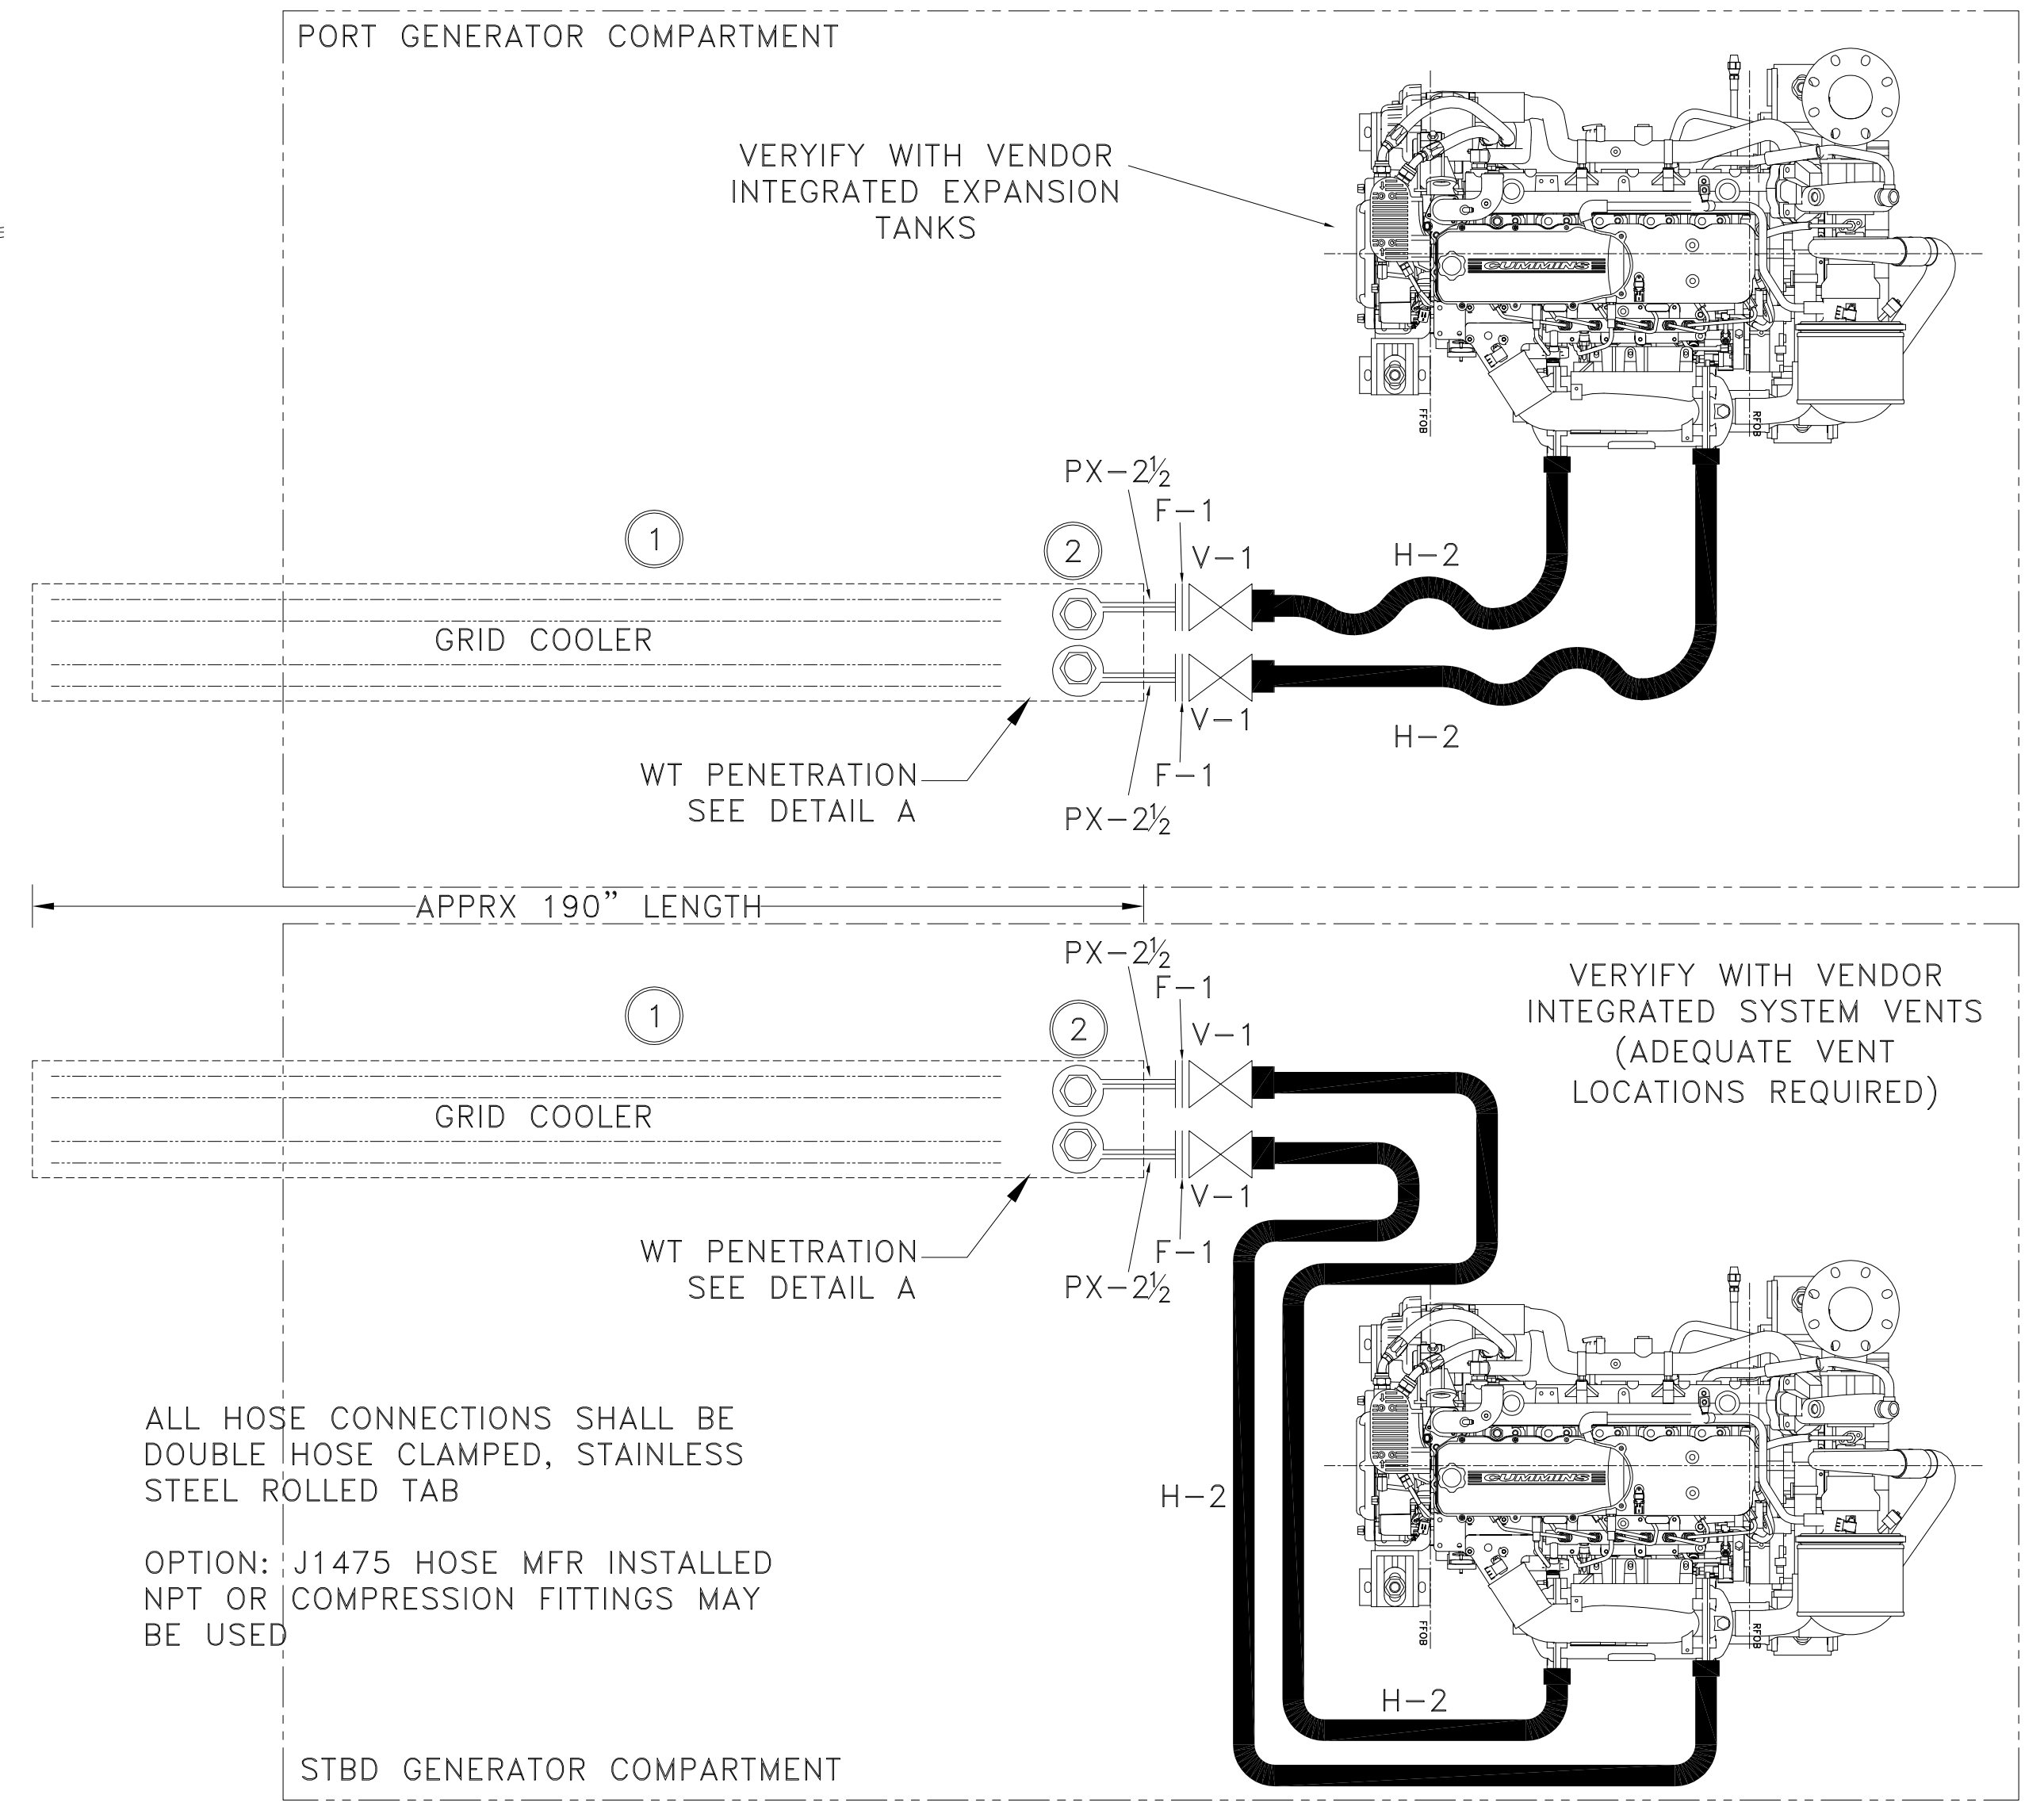 PORT GENERATOR COMPARTMENT
VERYIFY WITH VENDOR
INTEGRATED EXPANSION
TANKS
CUMMINS
FFOB
RFOB
PX-2½
F-1
V-1
H-2
1
2
GRID COOLER
V-1
H-2
F-1
PX-2½
WT PENETRATION
SEE DETAIL A
APPRX 190” LENGTH
PX-2½
F-1
V-1
VERYIFY WITH VENDOR
INTEGRATED SYSTEM VENTS
(ADEQUATE VENT
LOCATIONS REQUIRED)
1
2
GRID COOLER
V-1
F-1
PX-2½
WT PENETRATION
SEE DETAIL A
ALL HOSE CONNECTIONS SHALL BE
DOUBLE HOSE CLAMPED, STAINLESS
STEEL ROLLED TAB
OPTION: J1475 HOSE MFR INSTALLED
NPT OR COMPRESSION FITTINGS MAY
BE USED
H-2
CUMMINS
FFOB
RFOB
H-2
STBD GENERATOR COMPARTMENT